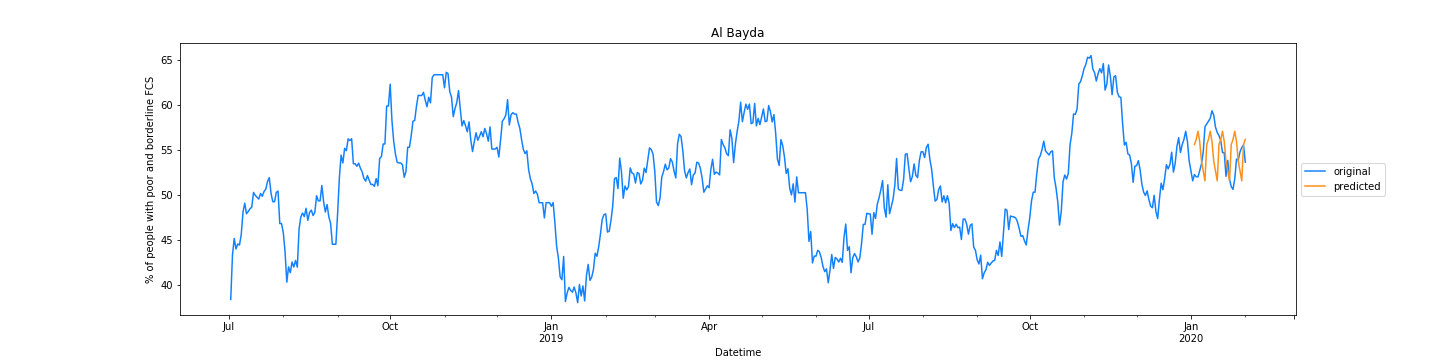 Al Bayda
% of people with poor and borderline FCS
65
60
55
50
45
40
Jul
Oct
Jan
2019
Apr
Jul
Oct
Jan
2020
Datetime
original
predicted